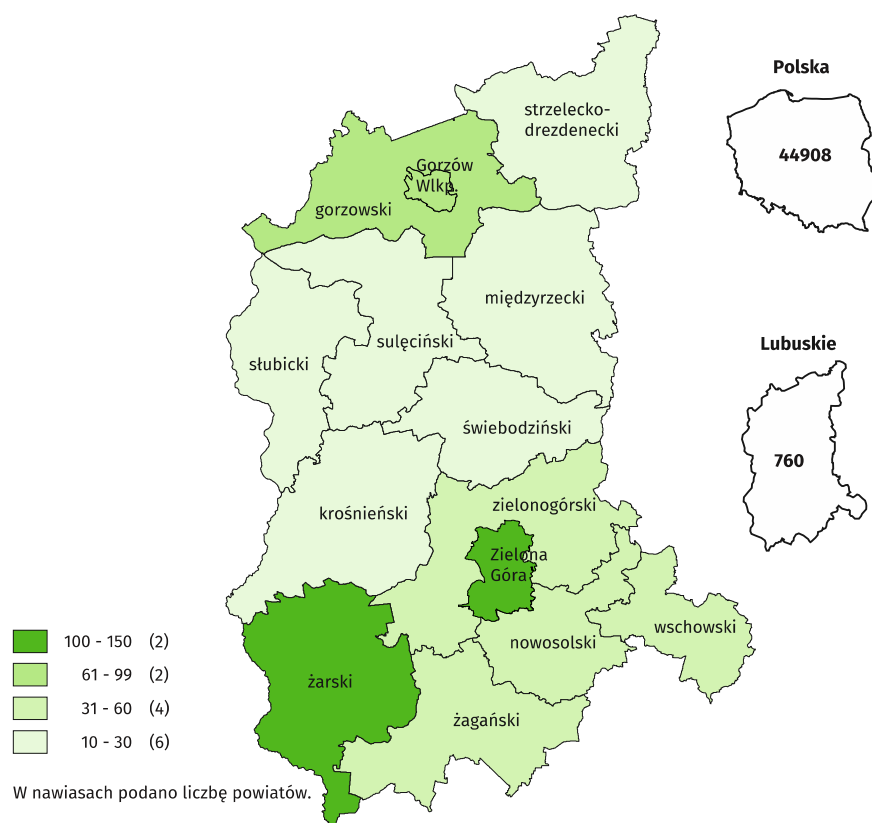 strzelecko-
drezdenecki
Gorzów
Wlkp.
gorzowski
międzyrzecki
sulęciński
słubicki
świebodziński
krośnieński
zielonogórski
Zielona
Góra
nowosolski
wschowski
żarski
żagański
Polska
44908
Lubuskie
760
100 - 150 (2)
61 - 99 (2)
31 - 60 (4)
10 - 30 (6)
W nawiasach podano liczbę powiatów.